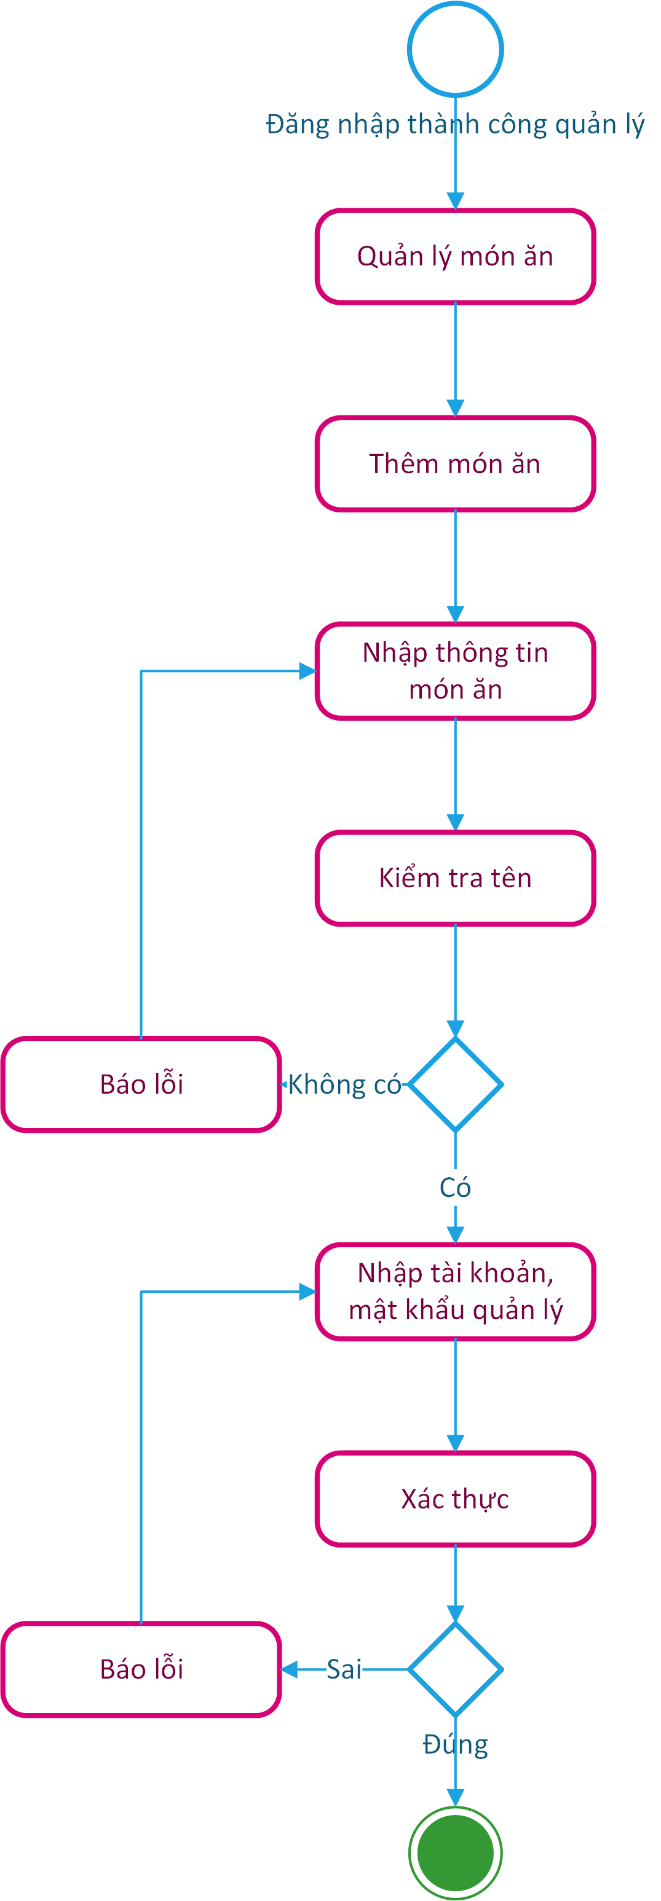 Đăng nhập thành công quản lý
Quản lý món ăn
Thêm món ăn
Nhập thông tin
món ăn
Kiểm tra tên
Báo lỗi
Không có
Có
Nhập tài khoản,
mật khẩu quản lý
Xác thực
Báo lỗi
Sai
Đúng